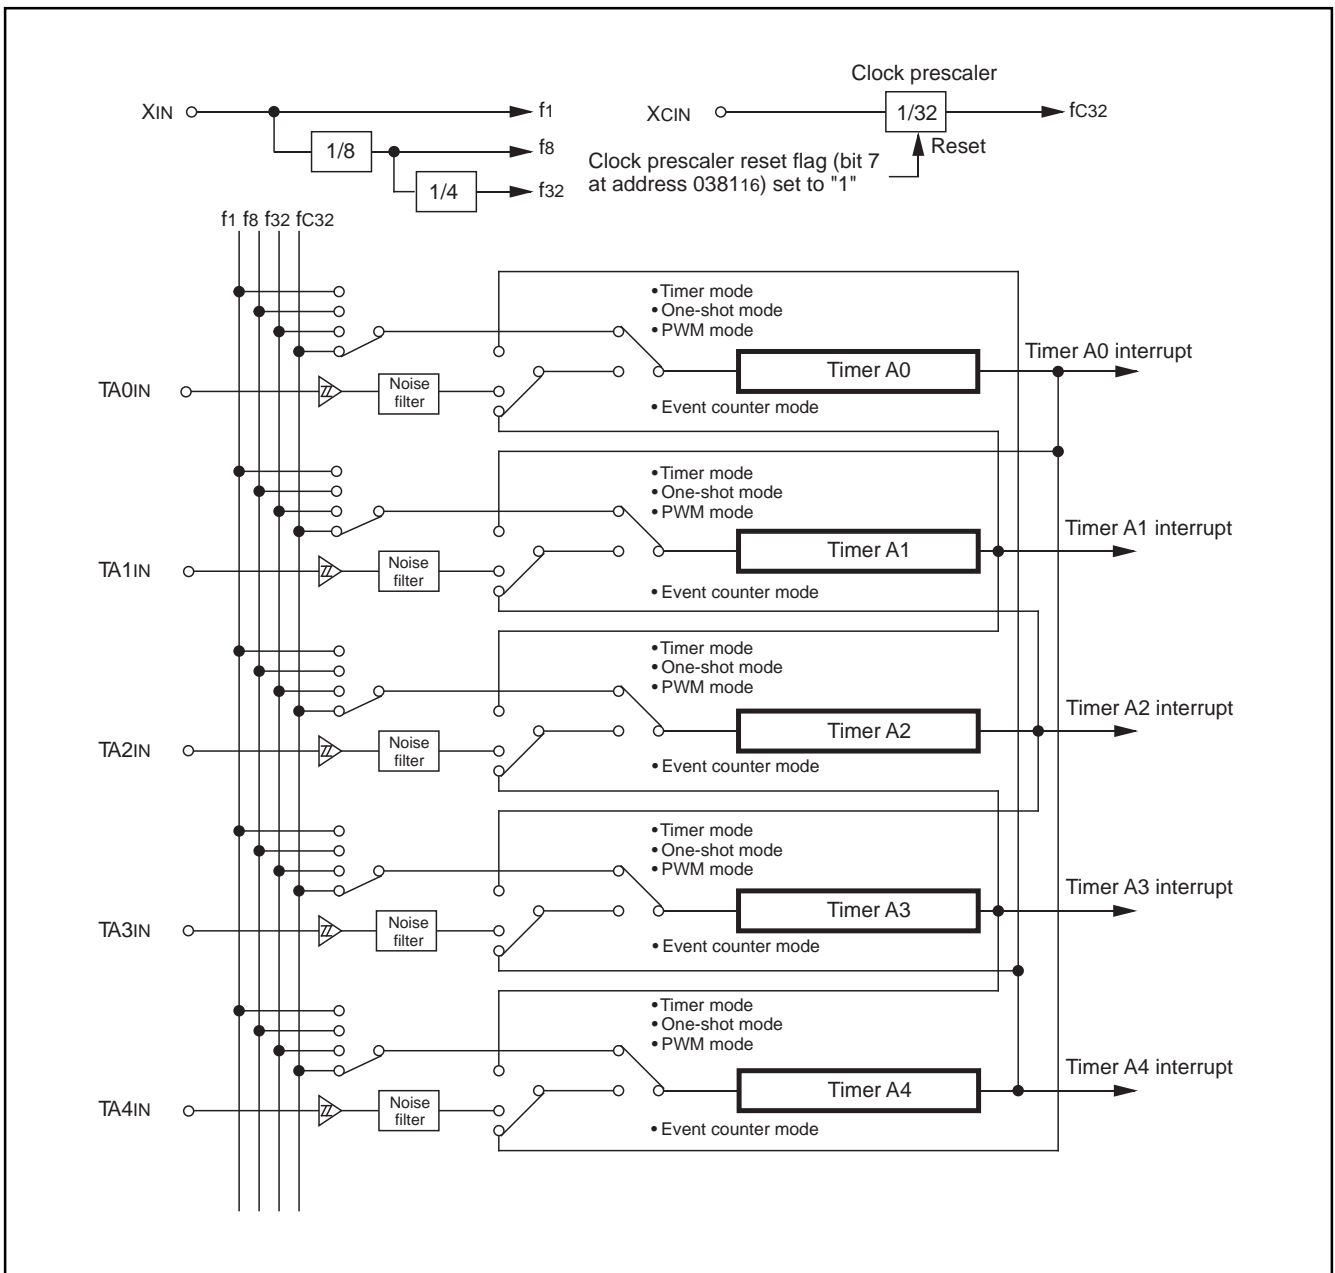 Clock prescaler
XIN
f1
XCIN
1/32
fC32
1/8
f8
Reset
Clock prescaler reset flag (bit 7
at address 038116) set to "1"
1/4
f32
f1 f8 f32 fC32
•Timer mode
•One-shot mode
•PWM mode
Timer A0 interrupt
TA0IN
Noise
filter
Timer A0
•Event counter mode
•Timer mode
•One-shot mode
•PWM mode
Timer A1 interrupt
TA1IN
Noise
filter
Timer A1
•Event counter mode
•Timer mode
•One-shot mode
•PWM mode
Timer A2 interrupt
TA2IN
Noise
filter
Timer A2
•Event counter mode
•Timer mode
•One-shot mode
•PWM mode
Timer A3 interrupt
TA3IN
Noise
filter
Timer A3
•Event counter mode
•Timer mode
•One-shot mode
•PWM mode
Timer A4 interrupt
TA4IN
Noise
filter
Timer A4
•Event counter mode